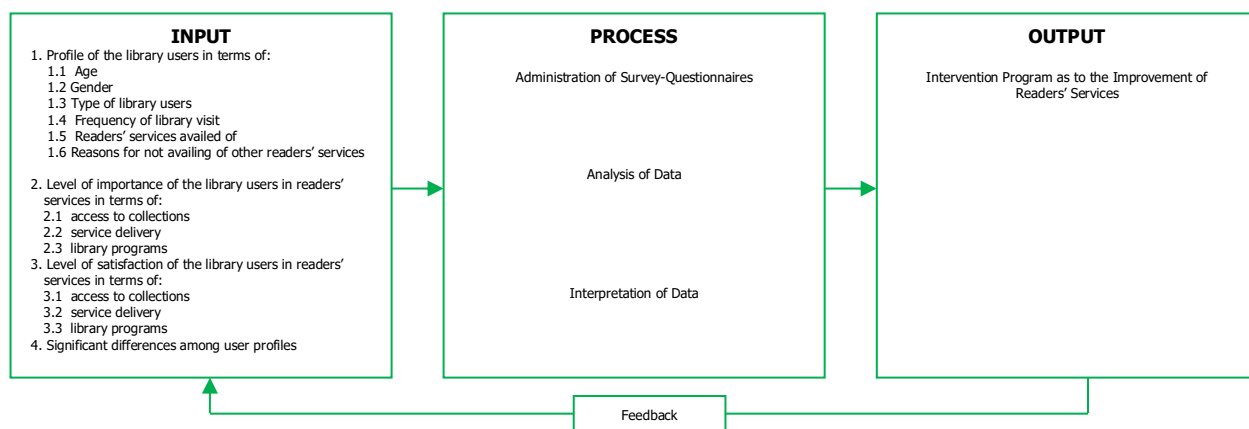 INPUT
1. Profile of the library users in terms of:
1.1 Age
1.2 Gender
1.3 Type of library users
1.4 Frequency of library visit
1.5 Readers’ services availed of
1.6 Reasons for not availing of other readers’ services
2. Level of importance of the library users in readers’
services in terms of:
2.1 access to collections
2.2 service delivery
2.3 library programs
3. Level of satisfaction of the library users in readers’
services in terms of:
3.1 access to collections
3.2 service delivery
3.3 library programs
4. Significant differences among user profiles
PROCESS
Administration of Survey-Questionnaires
Analysis of Data
Interpretation of Data
OUTPUT
Intervention Program as to the Improvement of
Readers’ Services
Feedback